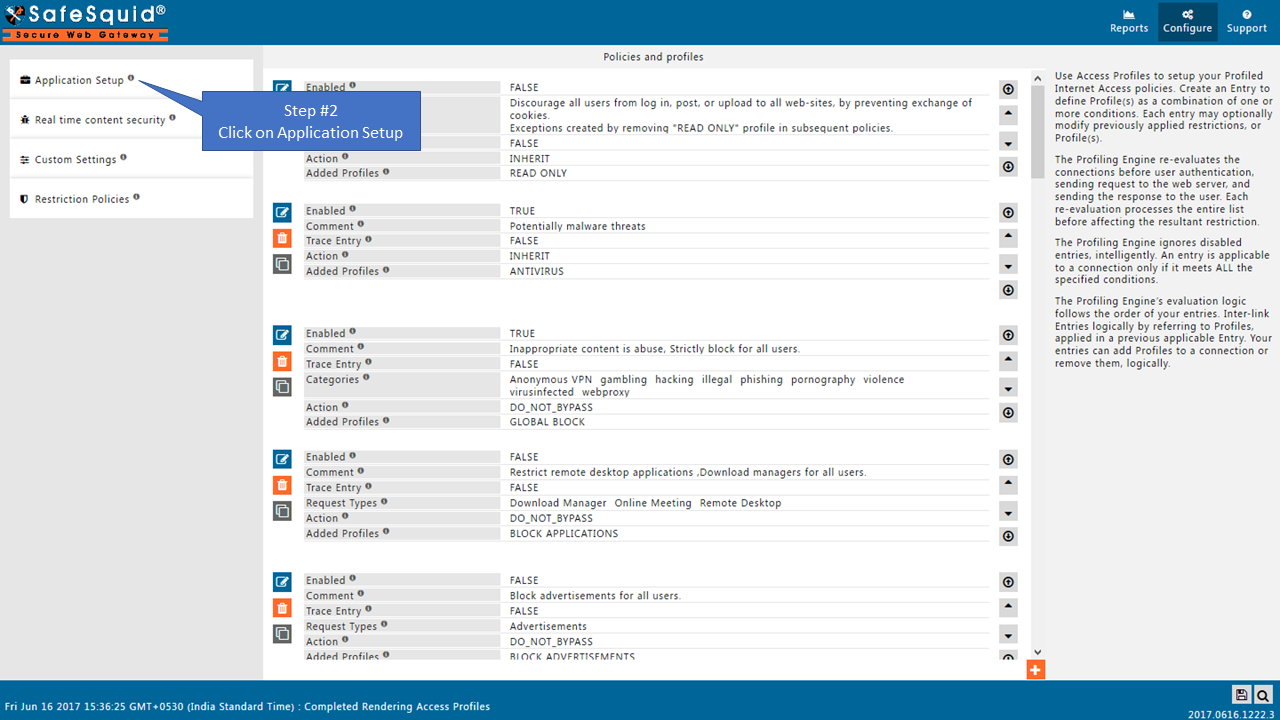 SafeSquid®
Secure Web Gateway
Reports
Configure
Support
Application Setup
Real time content security
Custom Settings
Restriction Policies
Step #2
Click on Application Setup
Policies and profiles
Enabled FALSE
Discourage all users from log in, post, or upload to all web-sites, by preventing exchange of
cookies.
Exceptions created by removing "READ ONLY" profile in subsequent policies.
FALSE
Action INHERIT
Added Profiles READ ONLY
Enabled TRUE
Comment Potentially malware threats
Trace Entry FALSE
Action INHERIT
Added Profiles ANTIVIRUS
Enabled TRUE
Comment Inappropriate content is abuse, Strictly block for all users.
Trace Entry FALSE
Categories Anonymous VPN gambling hacking illegal phishing pornography violence
virusinfected webproxy
Action DO_NOT_BYPASS
Added Profiles GLOBAL BLOCK
Enabled FALSE
Comment Restrict remote desktop applications ,Download managers for all users.
Trace Entry FALSE
Request Types Download Manager Online Meeting Remote Desktop
Action DO_NOT_BYPASS
Added Profiles BLOCK APPLICATIONS
Enabled FALSE
Comment Block advertisements for all users.
Trace Entry FALSE
Request Types Advertisements
Action DO_NOT_BYPASS
Added Profiles BLOCK ADVERTISEMENTS
Use Access Profiles to setup your Profiled
Internet Access policies. Create an Entry to
define Profile(s) as a combination of one or
more conditions. Each entry may optionally
modify previously applied restrictions, or
Profile(s).
The Profiling Engine re-evaluates the
connections before user authentication,
sending request to the web server, and
sending the response to the user. Each
re-evaluation processes the entire list
before affecting the resultant restriction.
The Profiling Engine ignores disabled
entries, intelligently. An entry is applicable
to a connection only if it meets ALL the
specified conditions.
The Profiling Engine's evaluation logic
follows the order of your entries. Inter-link
Entries logically by referring to Profiles,
applied in a previous applicable Entry. Your
entries can add Profiles to a connection or
remove them, logically.
Fri Jun 16 2017 15:36:25 GMT+0530 (India Standard Time) : Completed Rendering Access Profiles
2017.0616.1222.3